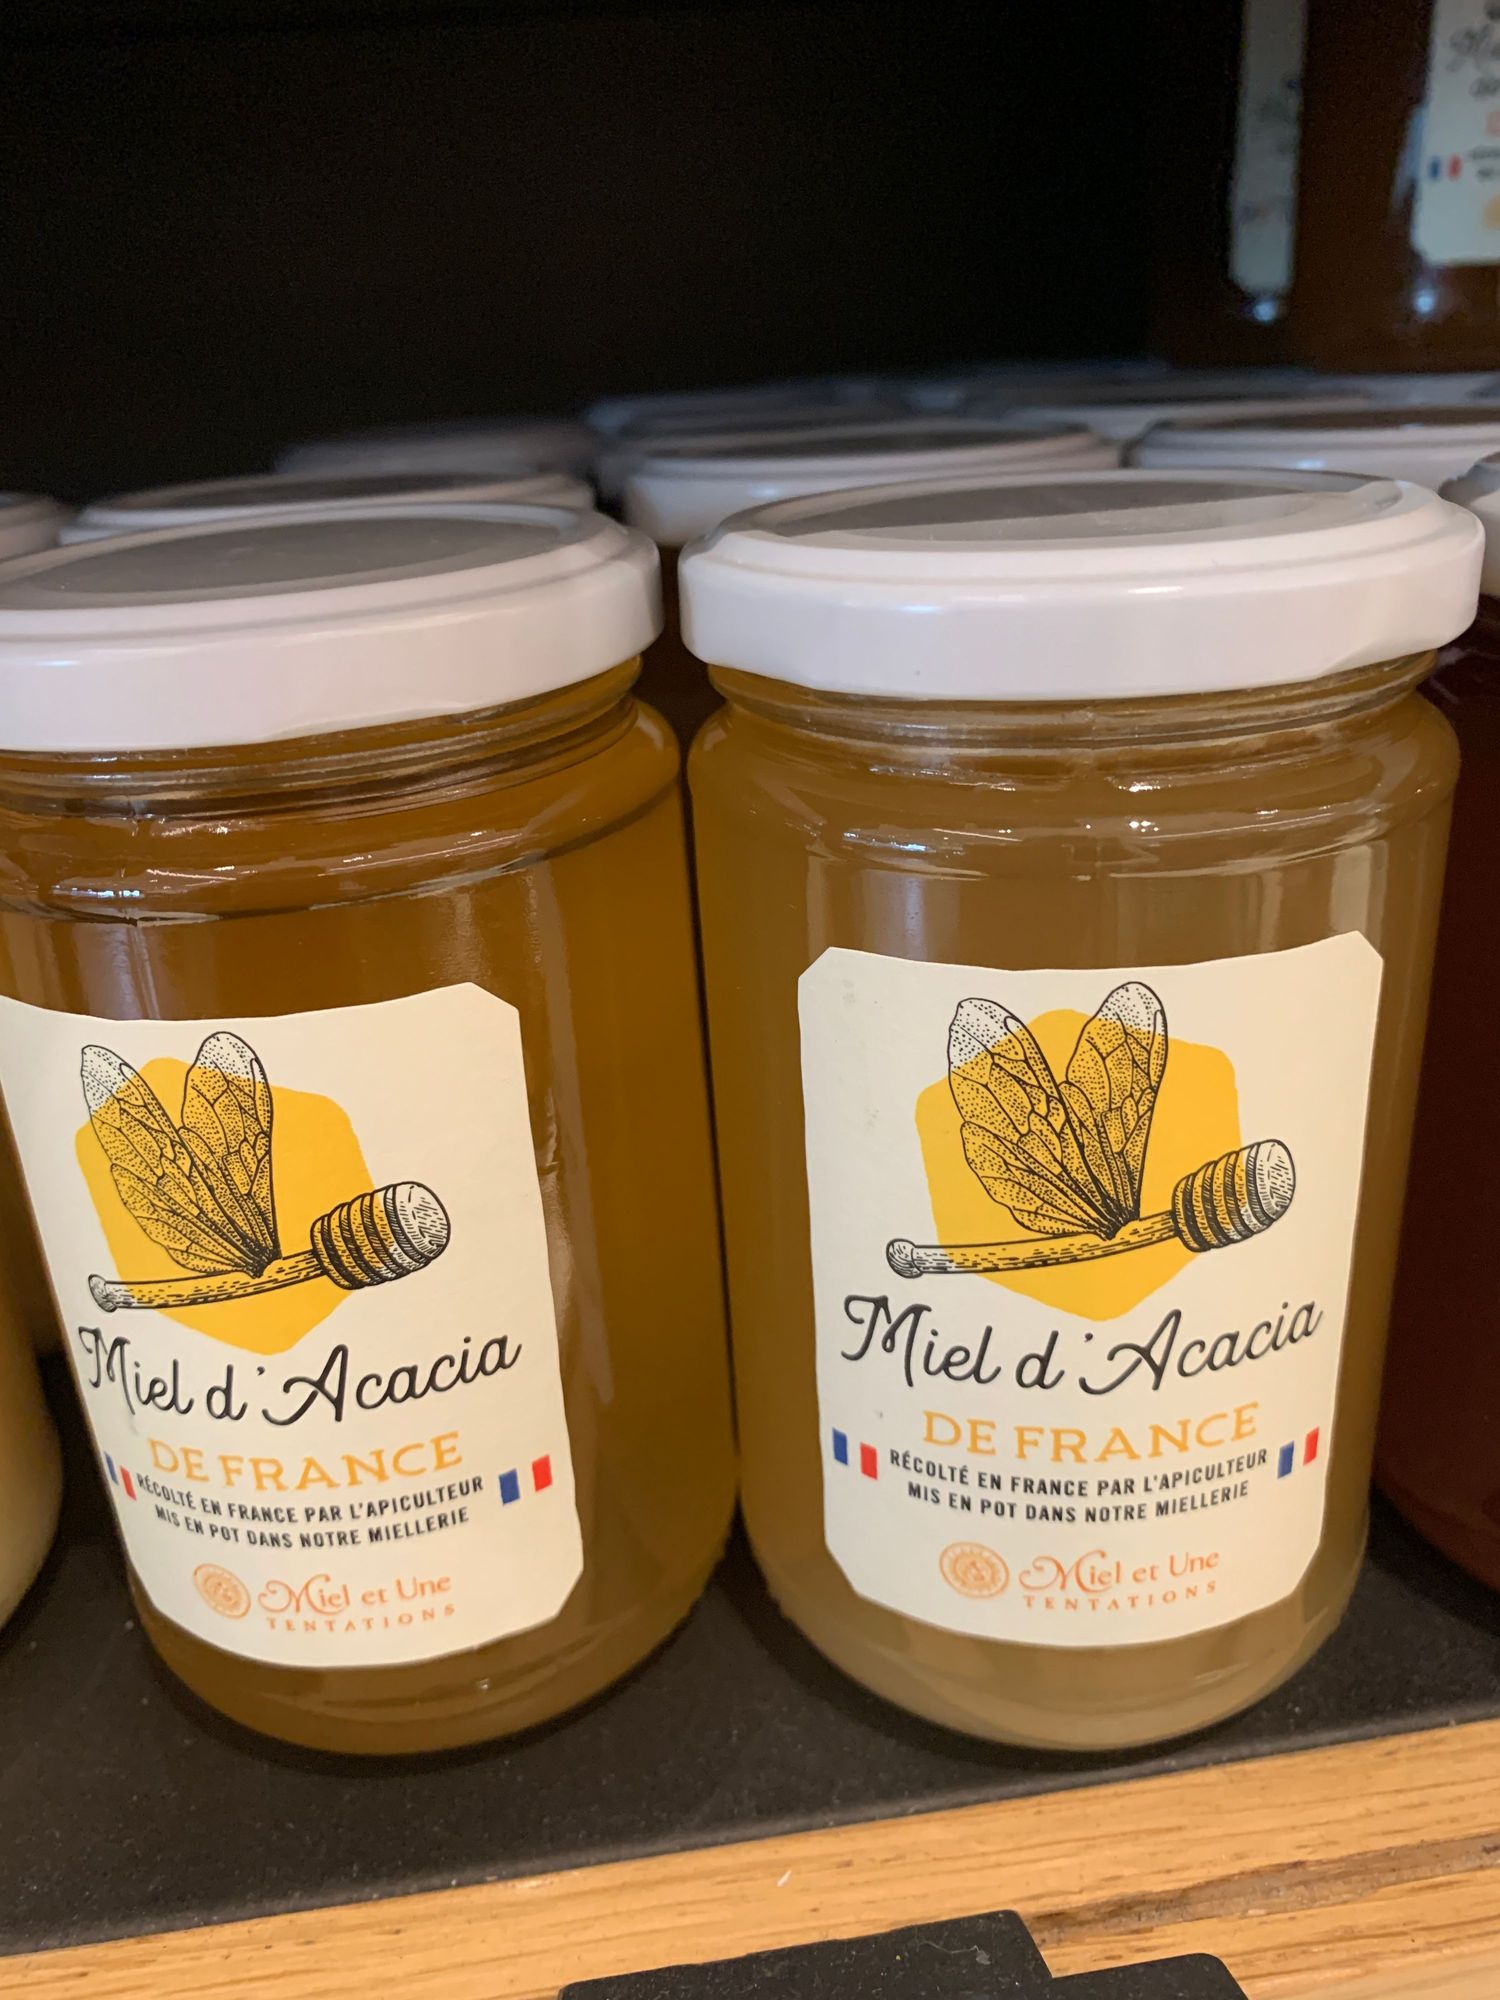 Miel d'Acacia
DE FRANCE
RÉCOLTÉ EN FRANCE PAR L'APICULTEUR
MIS EN POT DANS NOTRE MIELLERIE
Miel et Une
TENTATIONS
Miel d'Acacia
DE FRANCE
RÉCOLTÉ EN FRANCE PAR L'APICULTEUR
MIS EN POT DANS NOTRE MIELLERIE
Miel et Une
TENTATIONS